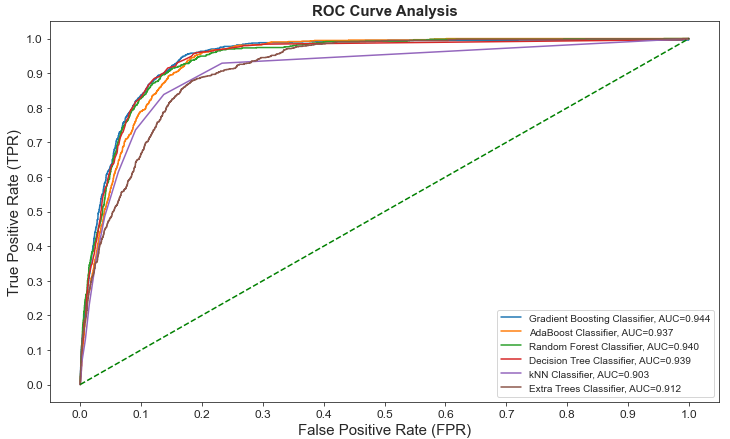 ROC Curve Analysis
True Positive Rate (TPR)
1.0
0.9
0.8
0.7
0.6
0.5
0.4
0.3
0.2
0.1
0.0
Gradient Boosting Classifier, AUC=0.944
AdaBoost Classifier, AUC=0.937
Random Forest Classifier, AUC=0.940
Decision Tree Classifier, AUC=0.939
kNN Classifier, AUC=0.903
Extra Trees Classifier, AUC=0.912
0.0 0.1 0.2 0.3 0.4 0.5 0.6 0.7 0.8 0.9 1.0
False Positive Rate (FPR)